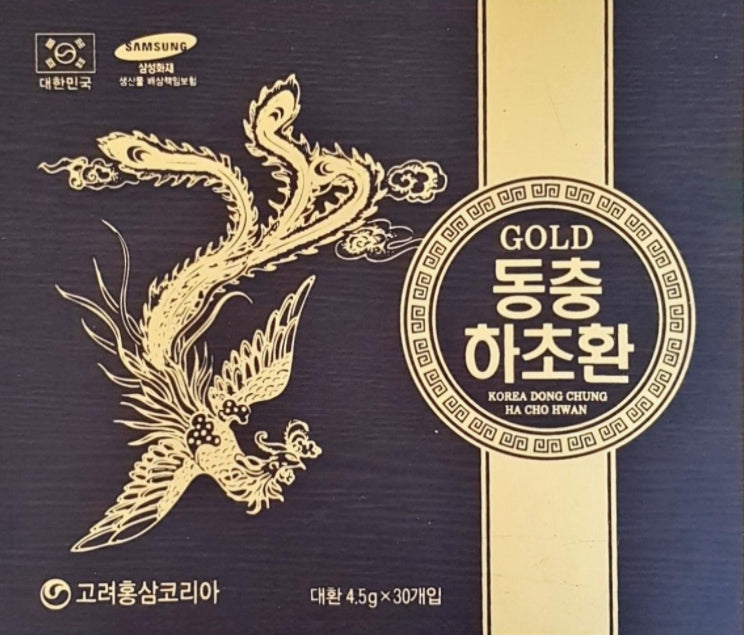 대한민국
SAMSUNG
삼성화재
생산물 배상책임보험
GOLD
동충
하초환
KOREA DONG CHUNG
HA CHO HWAN
고려홍삼코리아
대환 4.5g×30개입